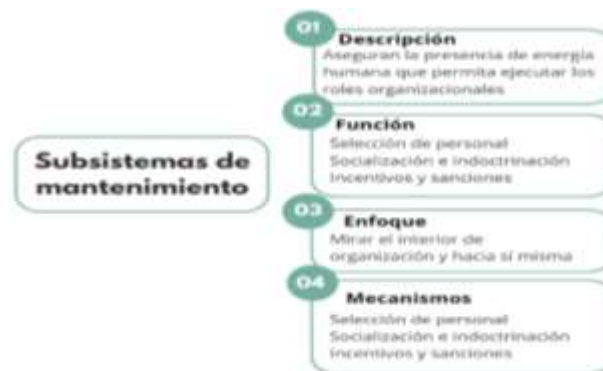 Subsistemas de
mantenimiento
01
Descripción
Aseguran la presencia de energía
humana que permita ejecutar los
roles organizacionales
02
Función
Selección de personal
Socialización e indoctrinación
Incentivos y sanciones
03
Enfoque
Mirar el interior de
organización y hacia sí misma
04
Mecanismos
Selección de personal
Socialización e indoctrinación
Incentivos y sanciones